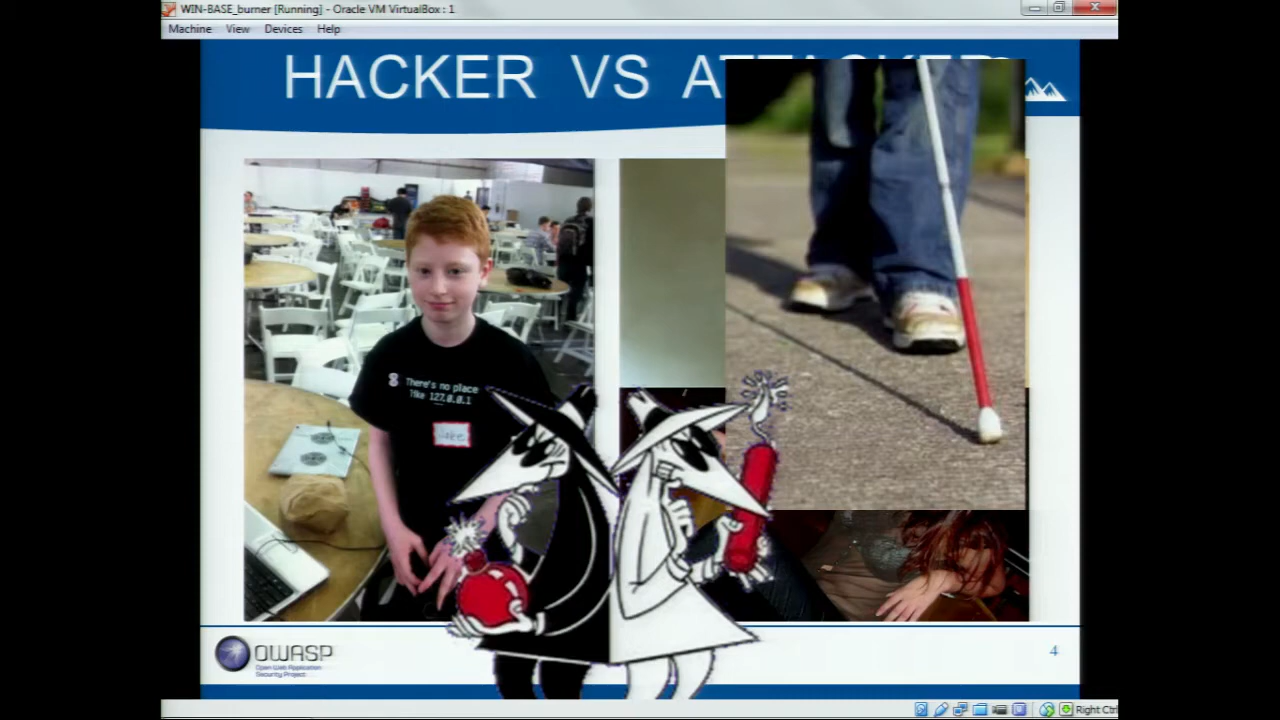 WIN-BASE_burner [Running] - Oracle VM VirtualBox : 1
Machine View Devices Help
HACKER VS ATTACKER
There's no place
like 127.0.0.1
OWASP
Open Web Application
Security Project
4
Right Ctrl